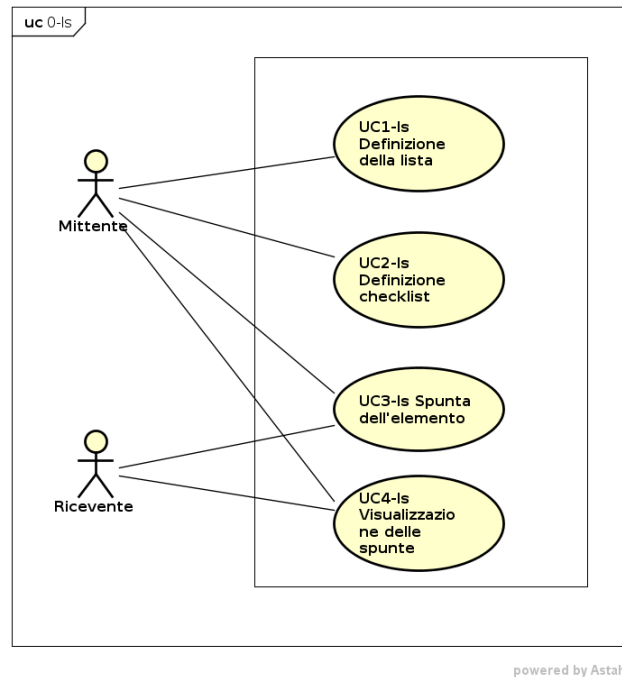 uc 0-ls
UC1-ls
Definizione
della lista
Mittente
UC2-ls
Definizione
checklist
UC3-ls Spunta
dell'elemento
Ricevente
UC4-ls
Visualizzazio
ne delle
spunte
powered by Astah